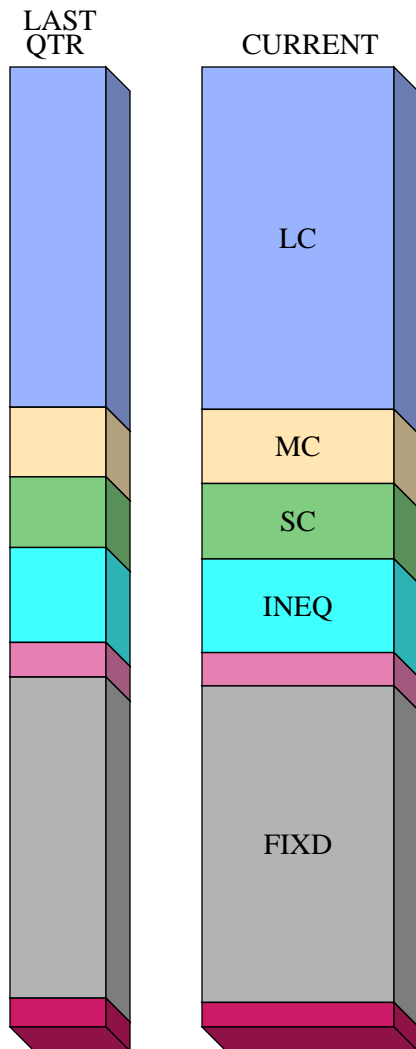 LAST
QTR
CURRENT
LC
MC
SC
INEQ
FIXD